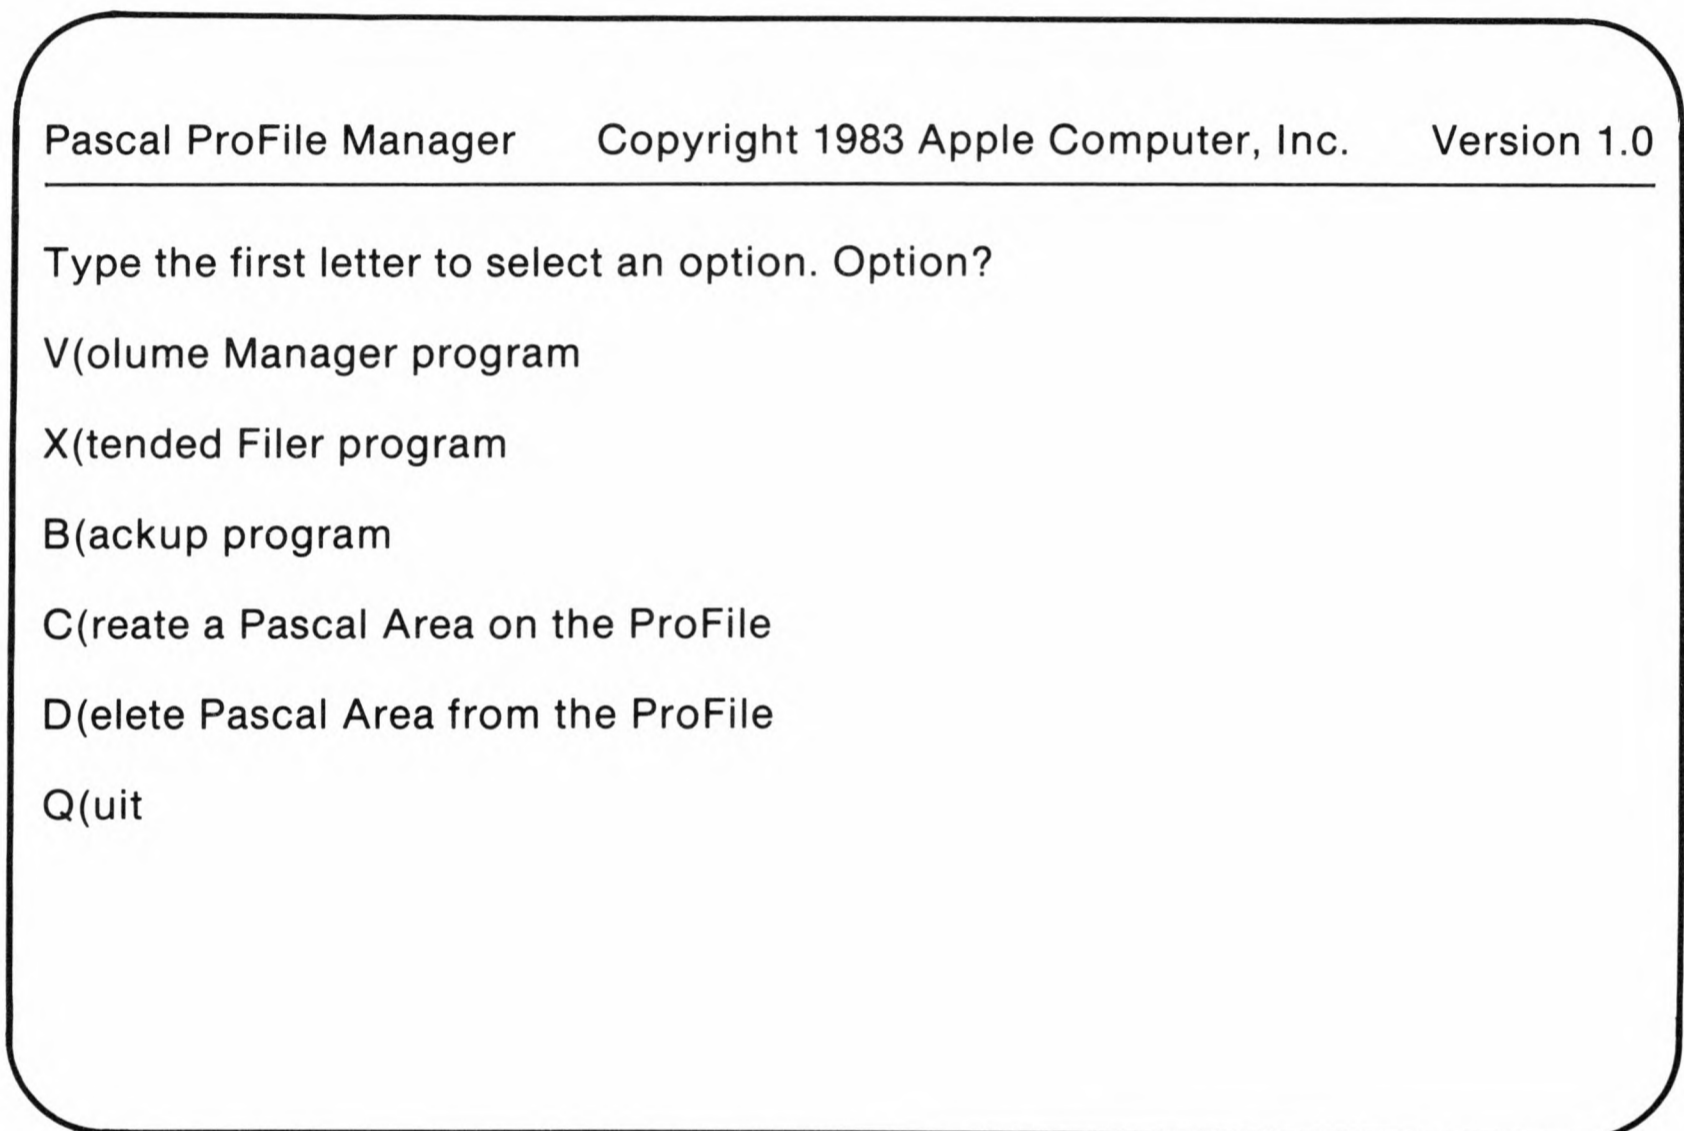 Pascal ProFile Manager Copyright 1983 Apple Computer, Inc. Version 1.0
Type the first letter to select an option. Option?
V(olume Manager program
X(tended Filer program
B(ackup program
C(reate a Pascal Area on the ProFile
D(elete Pascal Area from the ProFile
Q(uit